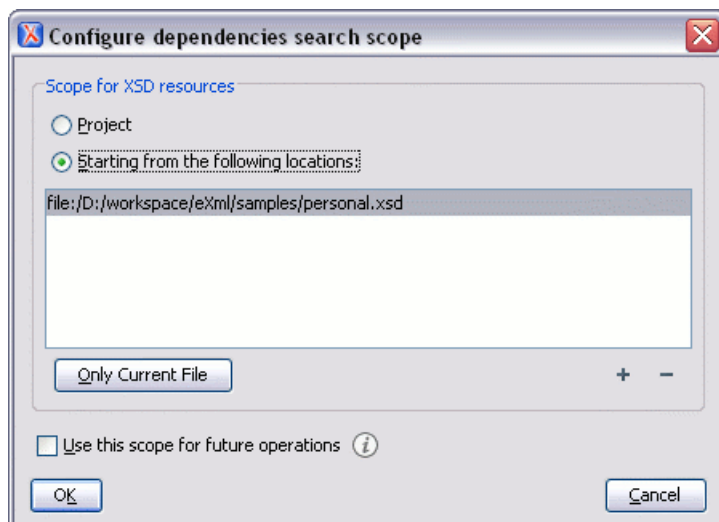 Configure dependencies search scope
Scope for XSD resources
Project
Starting from the following locations:
file:/D:/workspace/eXml/samples/personal.xsd
Only Current File
+ −
Use this scope for future operations i
OK Cancel